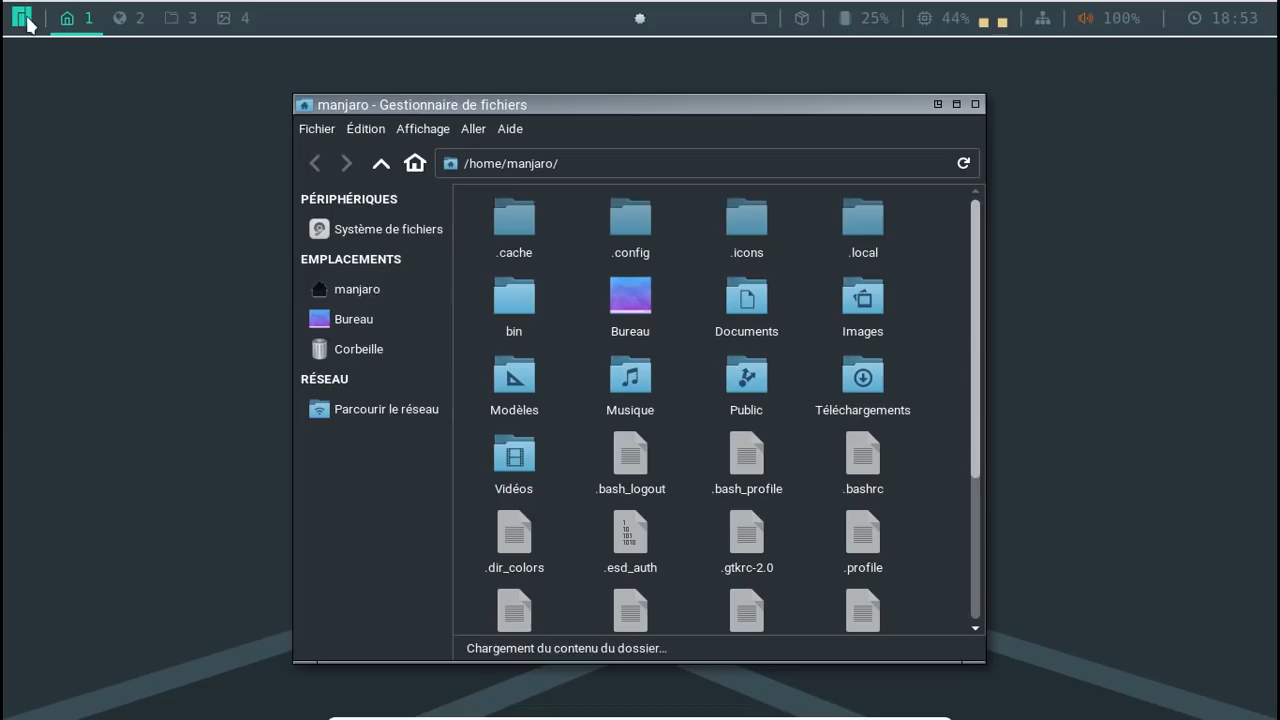 1 2 3 4 25% 44% 100% 18:53
manjaro - Gestionnaire de fichiers
Fichier Édition Affichage Aller Aide
/home/manjaro/
PÉRIPHÉRIQUES
Système de fichiers
EMPLACEMENTS
manjaro
Bureau
Corbeille
RÉSEAU
Parcourir le réseau
.cache .config .icons .local
bin Bureau Documents Images
Modèles Musique Public Téléchargements
Vidéos .bash_logout .bash_profile .bashrc
.dir_colors .esd_auth .gtkrc-2.0 .profile
Chargement du contenu du dossier...